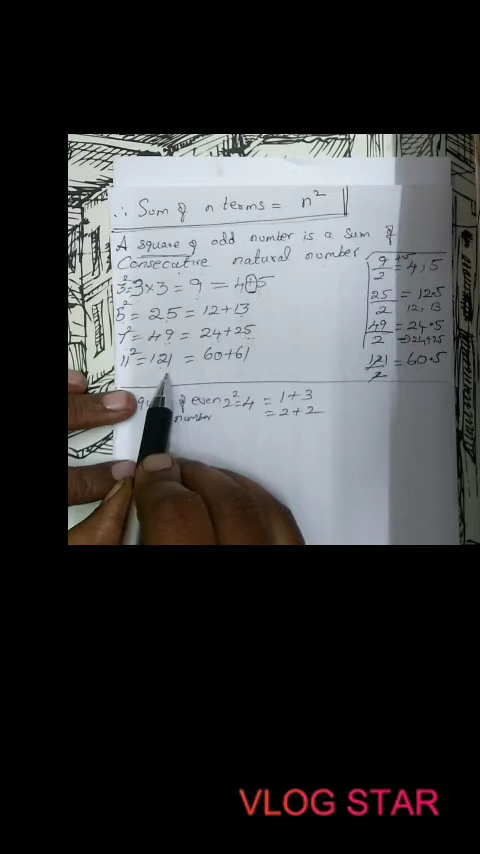 ∴ Sum of n terms = n²
A square of odd number is a sum of
Consecutive natural number
3² = 3 × 3 = 9 = 4 + 5
5² = 25 = 12 + 13
7² = 49 = 24 + 25
11² = 121 = 60 + 61
9/2 = 4, 5
25/2 = 12.5
12, 13
49/2 = 24.5
24 + 25
121/2 = 60.5
of even 2² = 4 = 1 + 3
number = 2 + 2
VLOG STAR